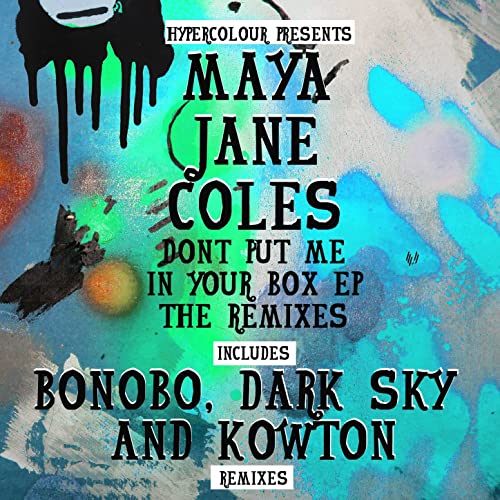 HYPERCOLOUR PRESENTS
MAYA
JANE
COLES
DONT PUT ME
IN YOUR BOX EP
THE REMIXES
INCLUDES
BONOBO, DARK SKY
AND KOWTON
REMIXES